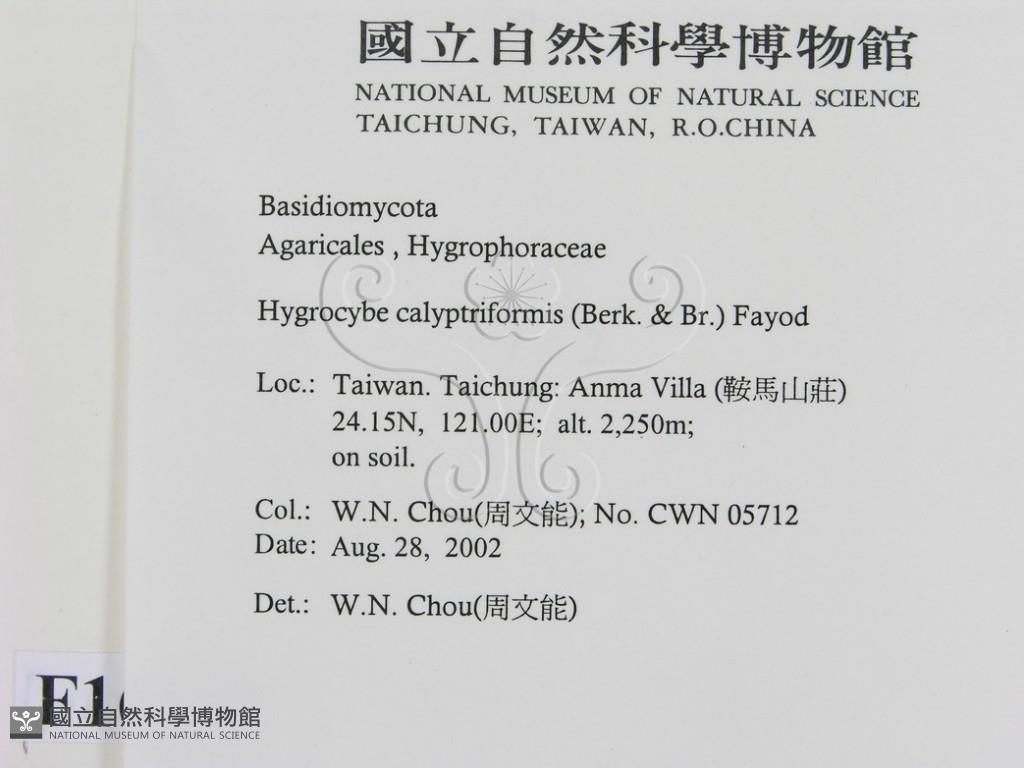 國立自然科學博物館
NATIONAL MUSEUM OF NATURAL SCIENCE
TAICHUNG, TAIWAN, R.O.CHINA
Basidiomycota
Agaricales , Hygrophoraceae
Hygrocybe calyptriformis (Berk. & Br.) Fayod
Loc.: Taiwan. Taichung: Anma Villa (鞍馬山莊)
24.15N, 121.00E; alt. 2,250m;
on soil.
Col.: W.N. Chou(周文能); No. CWN 05712
Date: Aug. 28, 2002
Det.: W.N. Chou(周文能)
國立自然科學博物館
NATIONAL MUSEUM OF NATURAL SCIENCE